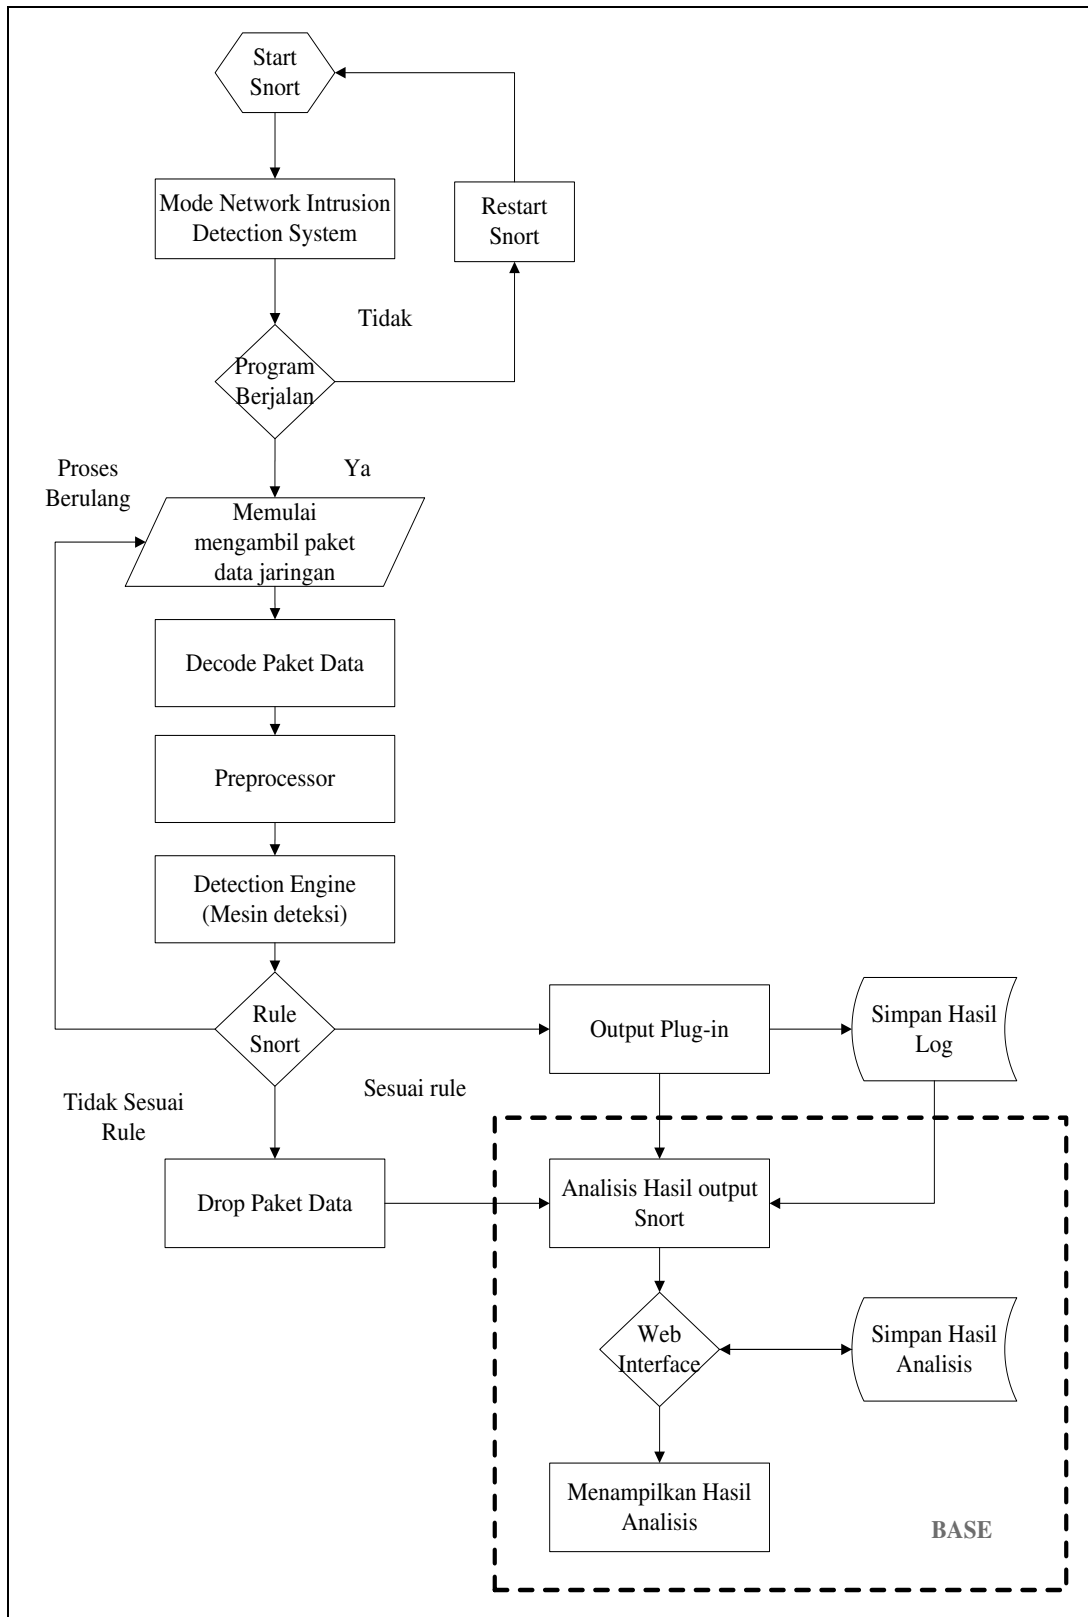 Start
Snort
Mode Network Intrusion
Detection System
Restart
Snort
Tidak
Program
Berjalan
Proses
Berulang
Ya
Memulai
mengambil paket
data jaringan
Decode Paket Data
Preprocessor
Detection Engine
(Mesin deteksi)
Rule
Snort
Output Plug-in
Simpan Hasil
Log
Tidak Sesuai
Rule
Sesuai rule
Drop Paket Data
Analisis Hasil output
Snort
Web
Interface
Simpan Hasil
Analisis
Menampilkan Hasil
Analisis
BASE